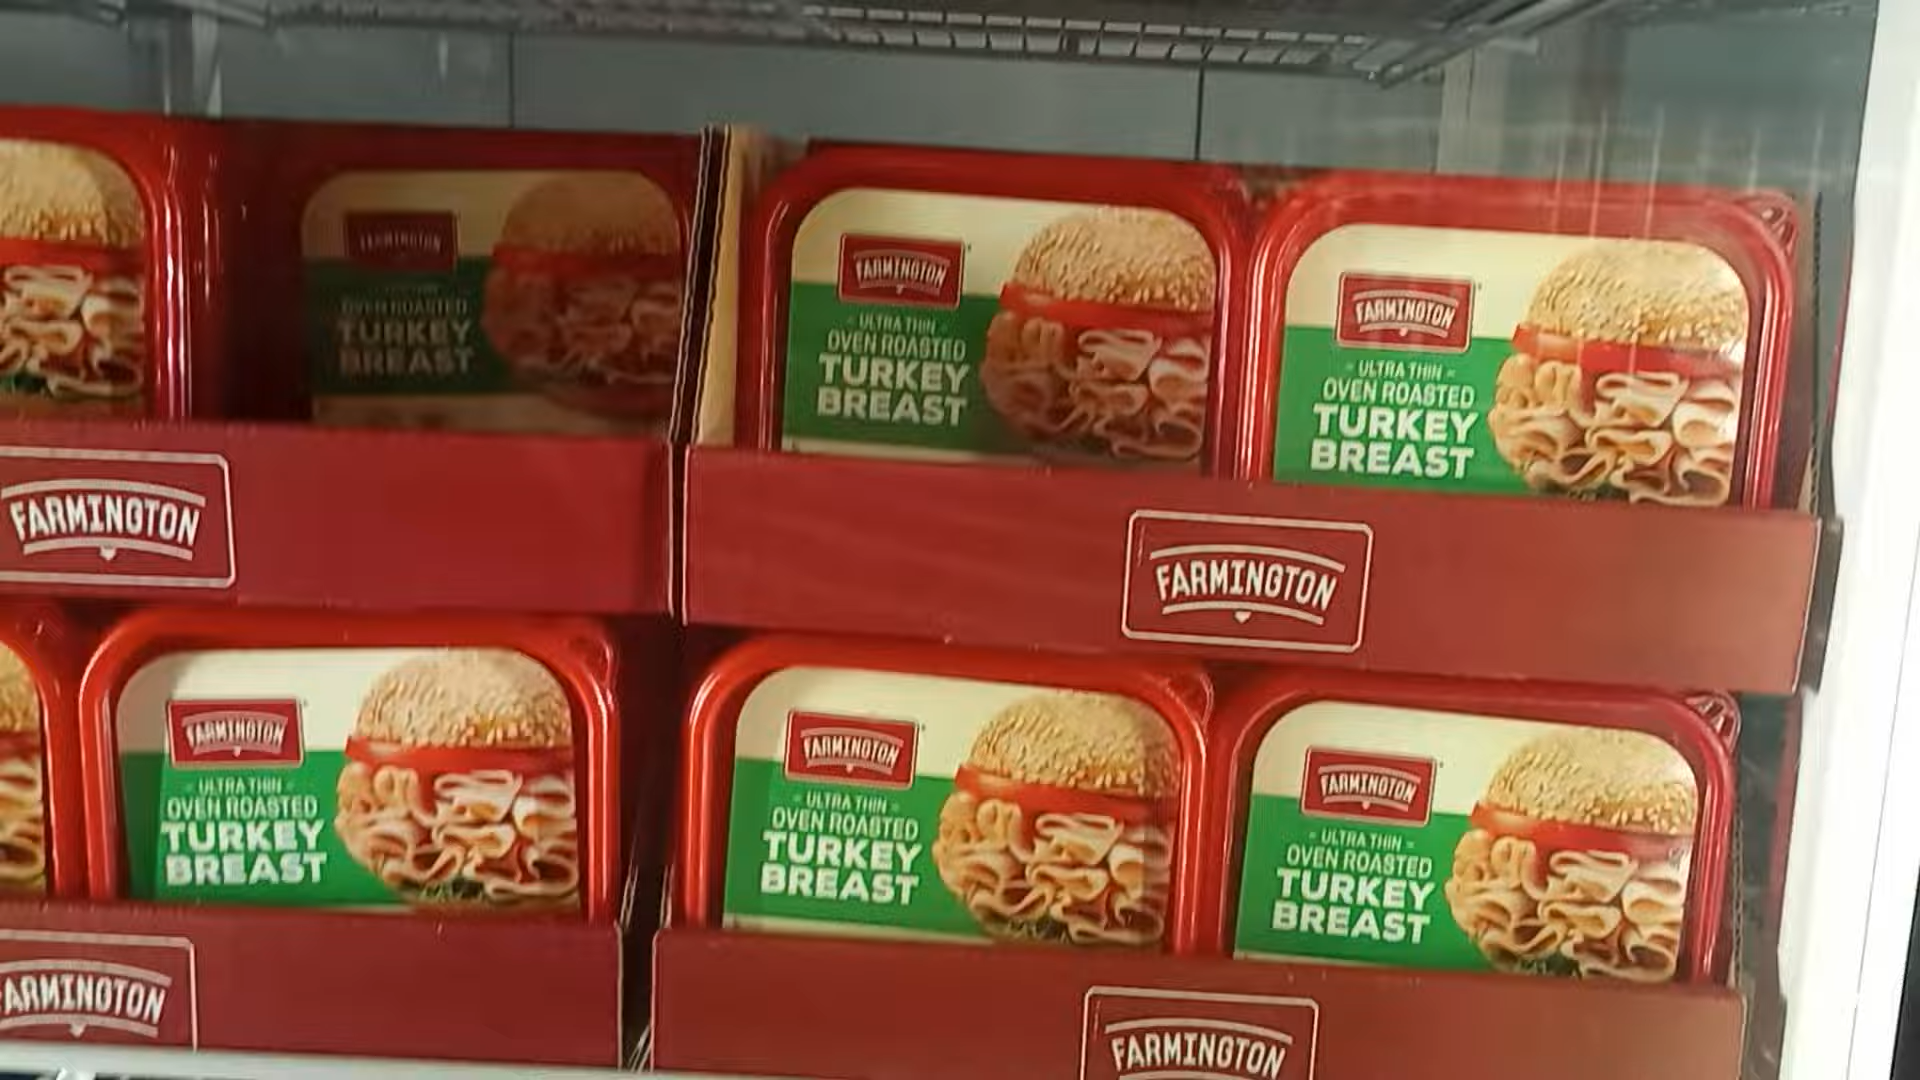 FARMINGTON
OVEN ROASTED
TURKEY
BREAST
FARMINGTON
- ULTRA THIN -
OVEN ROASTED
TURKEY
BREAST
FARMINGTON
- ULTRA THIN -
OVEN ROASTED
TURKEY
BREAST
FARMINGTON
FARMINGTON
FARMINGTON
- ULTRA THIN -
OVEN ROASTED
TURKEY
BREAST
FARMINGTON
- ULTRA THIN -
OVEN ROASTED
TURKEY
BREAST
FARMINGTON
- ULTRA THIN -
OVEN ROASTED
TURKEY
BREAST
ARMINGTON
FARMINGTON